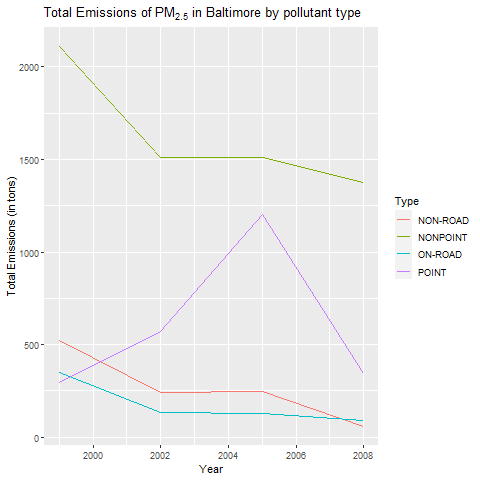 Total Emissions of PM2.5 in Baltimore by pollutant type
Total Emissions (in tons)
2000
1500
1000
500
0
2000
2002
2004
2006
2008
Year
Type
NON-ROAD
NONPOINT
ON-ROAD
POINT